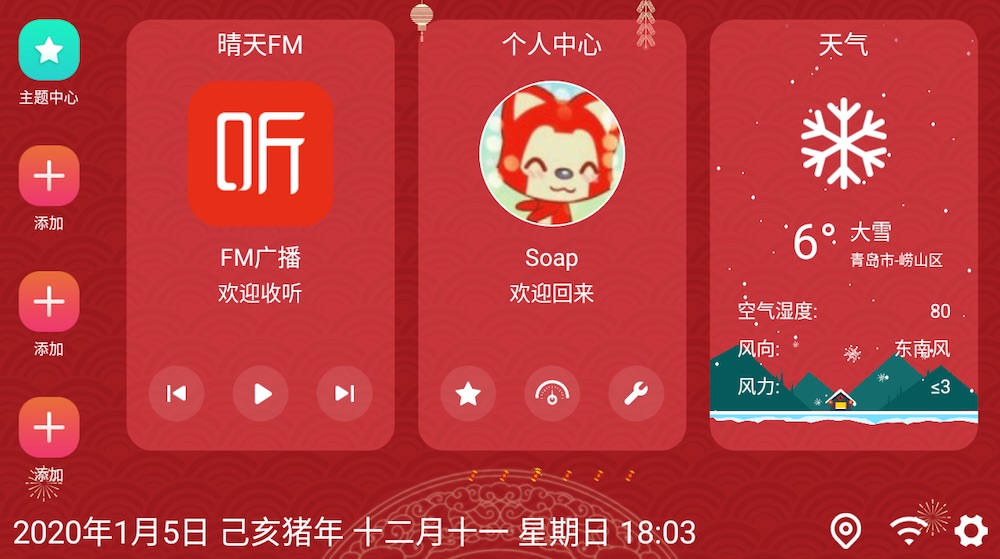 主题中心
添加
添加
添加
晴天FM
听
FM广播
欢迎收听
个人中心
Soap
欢迎回来
天气
6° 大雪
青岛市-崂山区
空气湿度: 80
风向: 东南风
风力: ≤3
2020年1月5日 己亥猪年 十二月十一 星期日 18:03